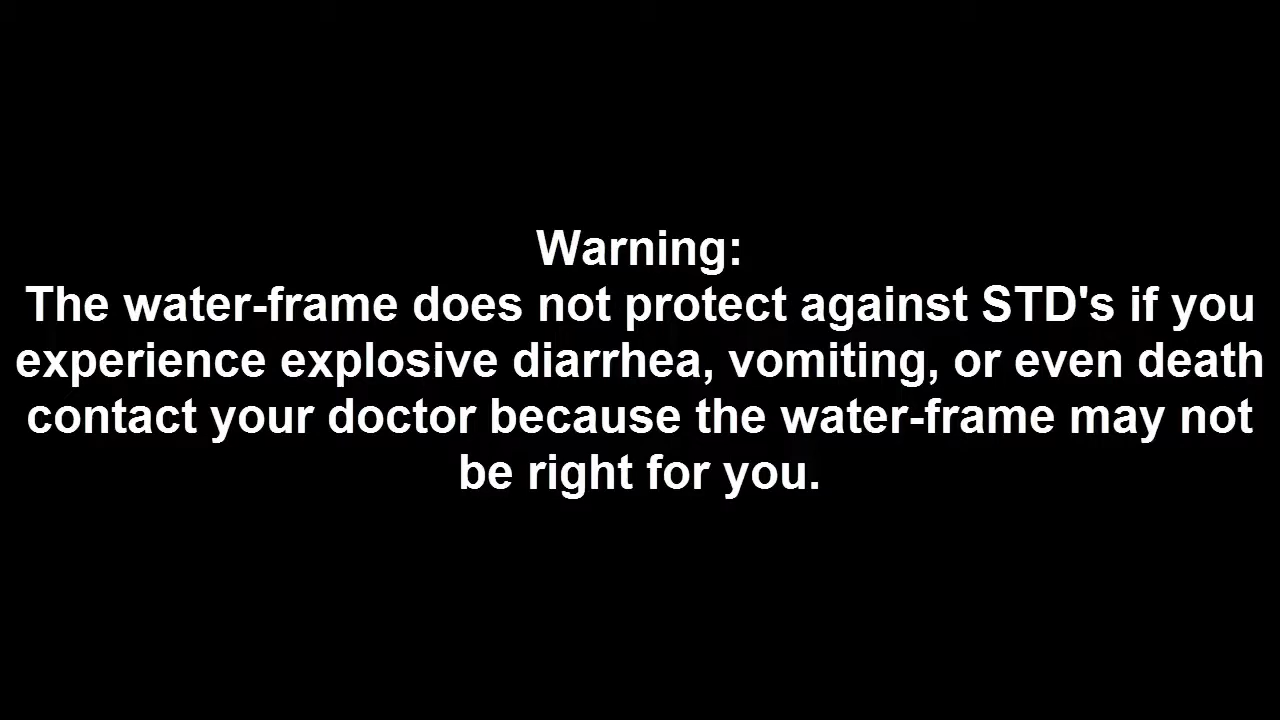 Warning:
The water-frame does not protect against STD's if you
experience explosive diarrhea, vomiting, or even death
contact your doctor because the water-frame may not
be right for you.